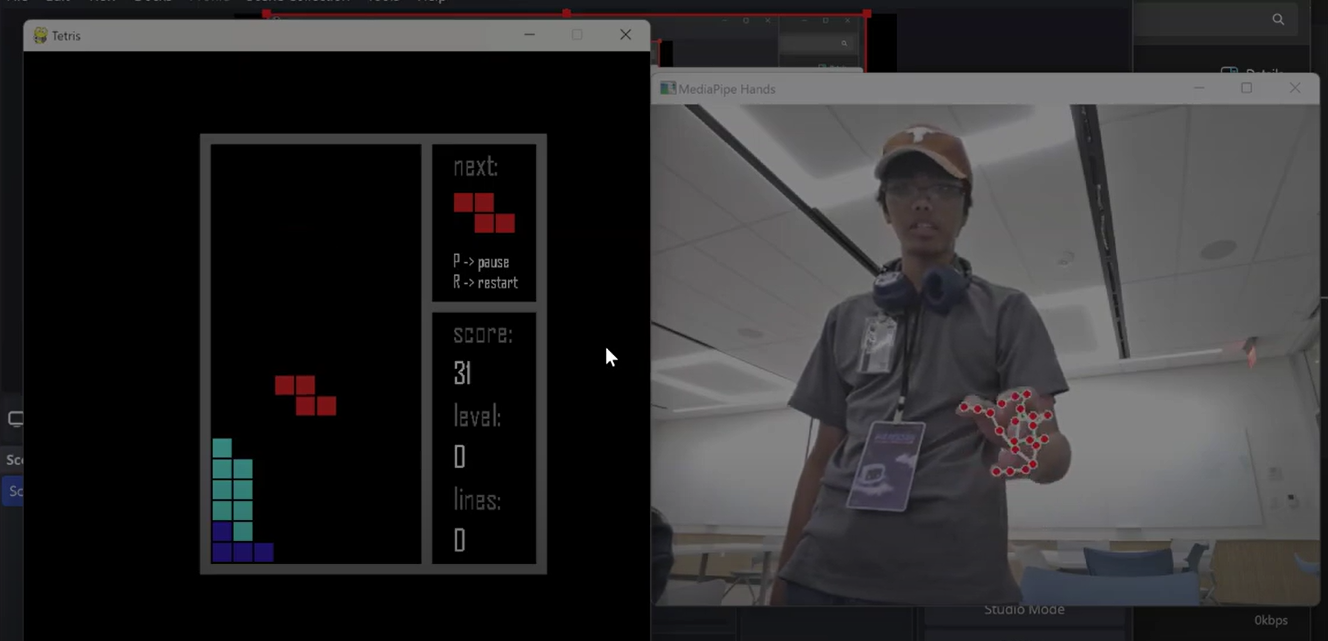 Tetris
next:
P -> pause
R -> restart
score:
31
level:
0
lines:
0
MediaPipe Hands
Studio Mode
0kbps